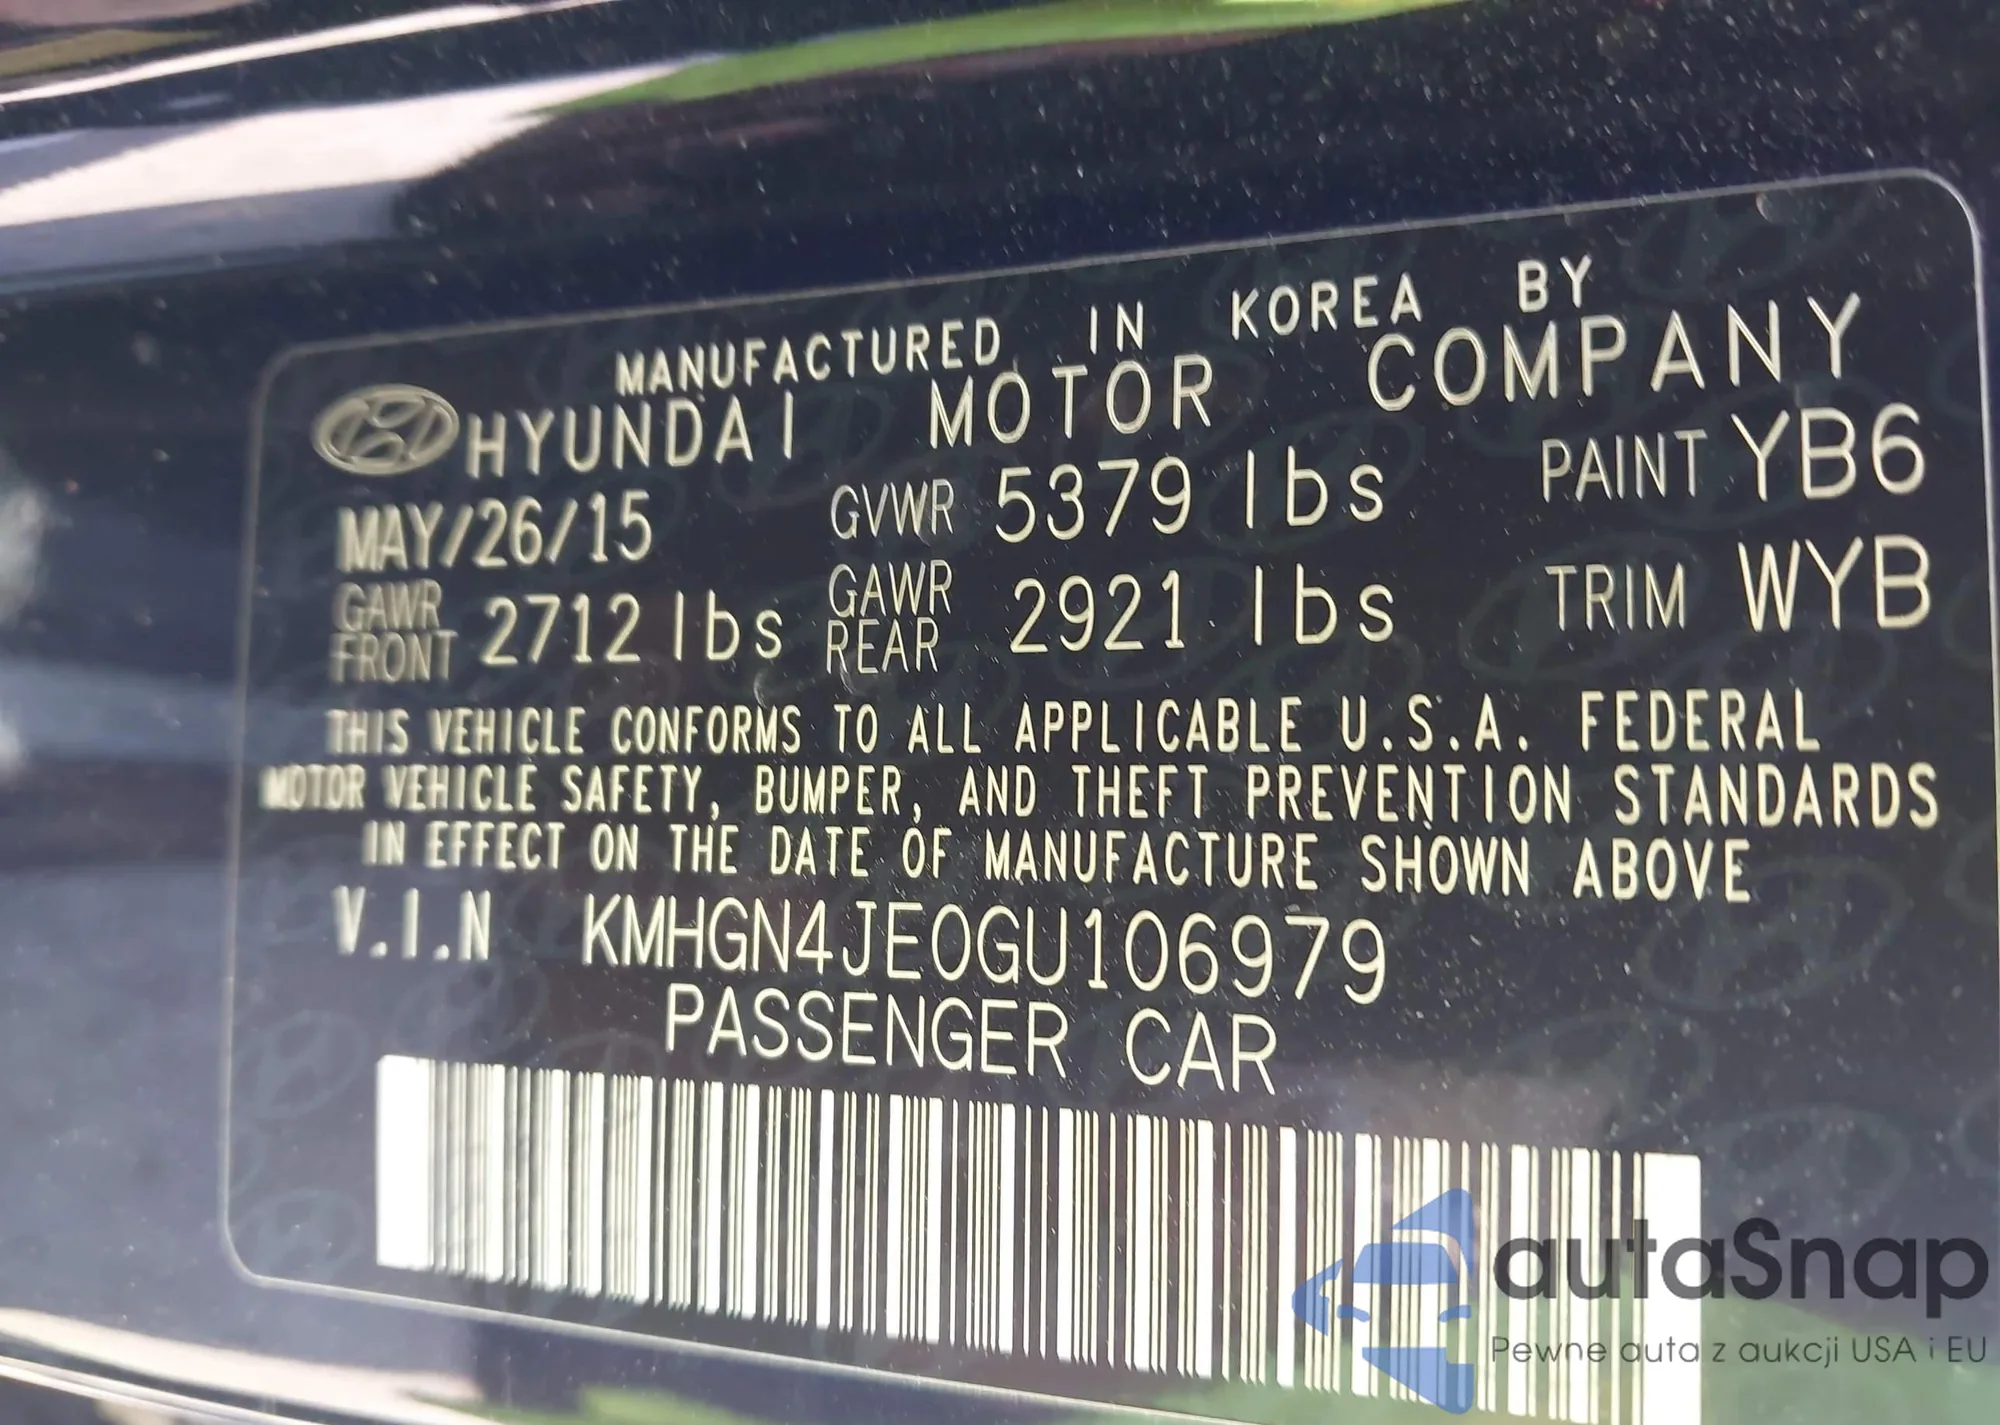 MANUFACTURED IN KOREA BY
HYUNDAI MOTOR COMPANY
MAY/26/15 GVWR 5379 lbs PAINT YB6
GAWR FRONT 2712 lbs GAWR REAR 2921 lbs TRIM WYB
THIS VEHICLE CONFORMS TO ALL APPLICABLE U.S.A. FEDERAL
MOTOR VEHICLE SAFETY, BUMPER, AND THEFT PREVENTION STANDARDS
IN EFFECT ON THE DATE OF MANUFACTURE SHOWN ABOVE
V.I.N KMHGN4JE0GU106979
PASSENGER CAR
autaSnap
Pewne auta z aukcji USA i EU